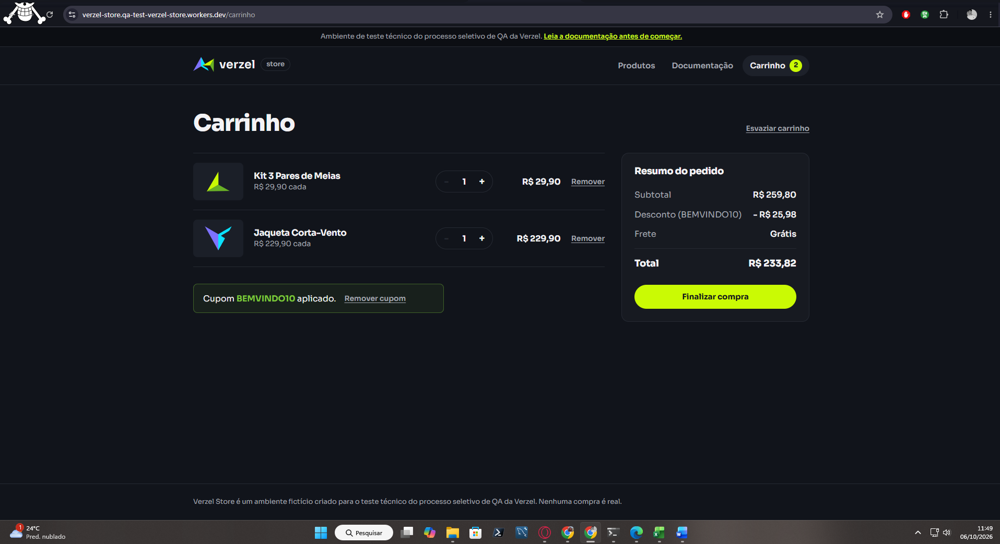 verzel-store.qa-test-verzel-store.workers.dev/carrinho
Ambiente de teste técnico do processo seletivo de QA da Verzel. Leia a documentação antes de começar.
verzel store
Produtos
Documentação
Carrinho 2
Carrinho
Esvaziar carrinho
Kit 3 Pares de Meias
R$ 29,90 cada
- 1 +
R$ 29,90
Remover
Jaqueta Corta-Vento
R$ 229,90 cada
- 1 +
R$ 229,90
Remover
Cupom BEMVINDO10 aplicado. Remover cupom
Resumo do pedido
Subtotal R$ 259,80
Desconto (BEMVINDO10) - R$ 25,98
Frete Grátis
Total R$ 233,82
Finalizar compra
Verzel Store é um ambiente fictício criado para o teste técnico do processo seletivo de QA da Verzel. Nenhuma compra é real.
1
24°C
Pred. nublado
Pesquisar
11:49
06/10/2026